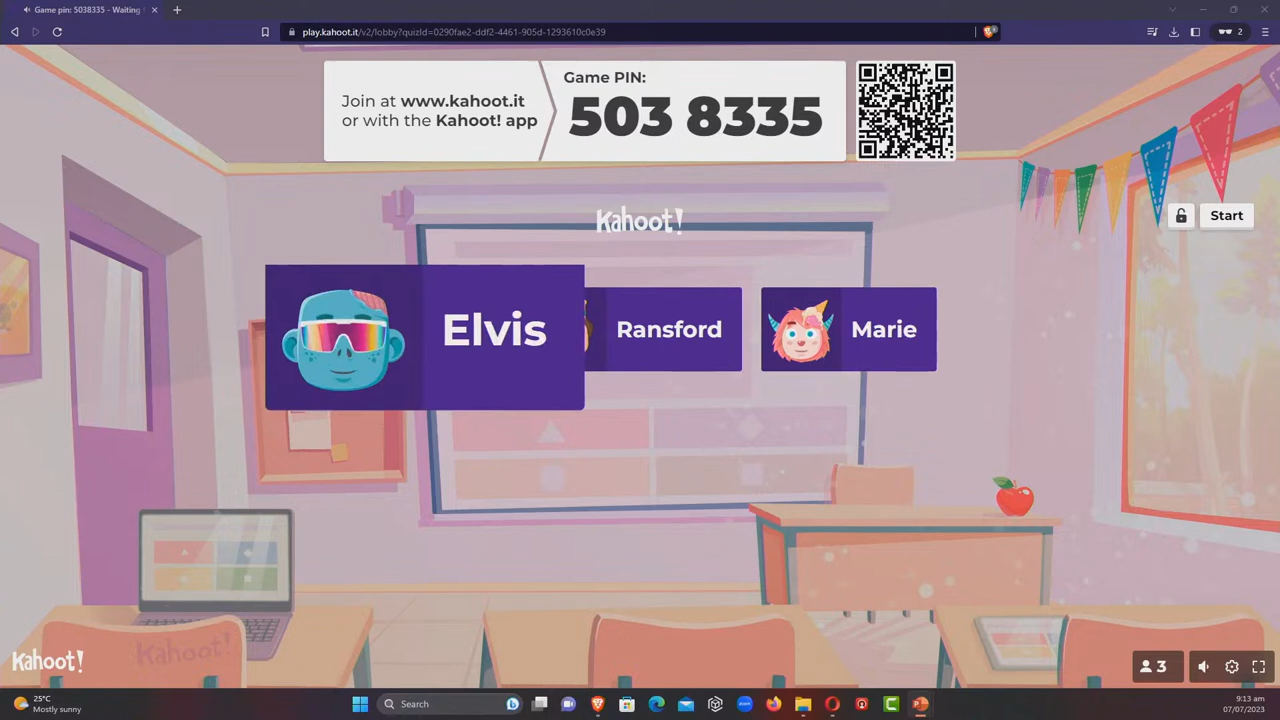 Game pin: 5038335 - Waiting
play.kahoot.it/v2/lobby?quizId=0290fae2-ddf2-4461-905d-1293610c0e39
2
Join at www.kahoot.it
or with the Kahoot! app
Game PIN:
503 8335
Start
Kahoot!
Elvis
Ransford
Marie
Kahoot!
Kahoot!
3
25°C
Mostly sunny
Search
9:13 am
07/07/2023